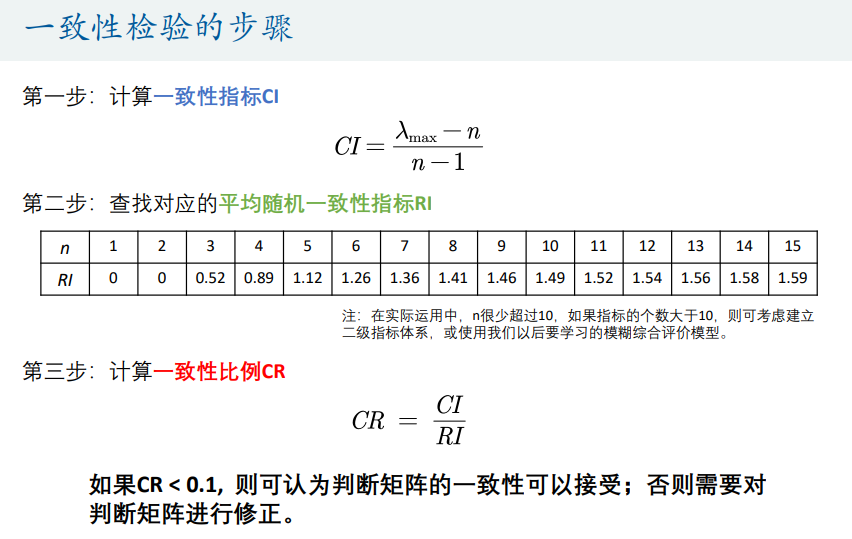 一致性检验的步骤
第一步：计算一致性指标CI
CI = (λmax − n) / (n − 1)
第二步：查找对应的平均随机一致性指标RI
n 1 2 3 4 5 6 7 8 9 10 11 12 13 14 15
RI 0 0 0.52 0.89 1.12 1.26 1.36 1.41 1.46 1.49 1.52 1.54 1.56 1.58 1.59
注：在实际运用中，n很少超过10，如果指标的个数大于10，则可考虑建立
二级指标体系，或使用我们以后要学习的模糊综合评价模型。
第三步：计算一致性比例CR
CR = CI / RI
如果CR < 0.1, 则可认为判断矩阵的一致性可以接受；否则需要对
判断矩阵进行修正。